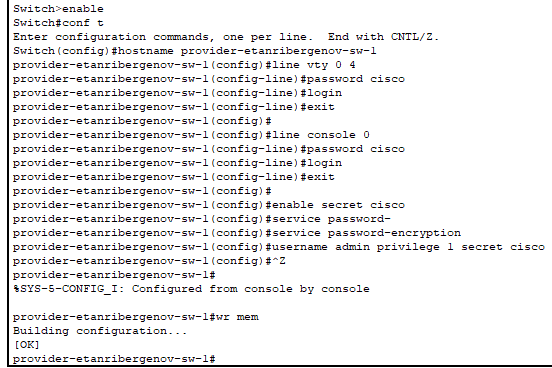 Switch>enable
Switch#conf t
Enter configuration commands, one per line.  End with CNTL/Z.
Switch(config)#hostname provider-etanribergenov-sw-1
provider-etanribergenov-sw-1(config)#line vty 0 4
provider-etanribergenov-sw-1(config-line)#password cisco
provider-etanribergenov-sw-1(config-line)#login
provider-etanribergenov-sw-1(config-line)#exit
provider-etanribergenov-sw-1(config)#
provider-etanribergenov-sw-1(config)#line console 0
provider-etanribergenov-sw-1(config-line)#password cisco
provider-etanribergenov-sw-1(config-line)#login
provider-etanribergenov-sw-1(config-line)#exit
provider-etanribergenov-sw-1(config)#
provider-etanribergenov-sw-1(config)#enable secret cisco
provider-etanribergenov-sw-1(config)#service password-
provider-etanribergenov-sw-1(config)#service password-encryption
provider-etanribergenov-sw-1(config)#username admin privilege 1 secret cisco
provider-etanribergenov-sw-1(config)#^Z
provider-etanribergenov-sw-1#
%SYS-5-CONFIG_I: Configured from console by console
provider-etanribergenov-sw-1#wr mem
Building configuration...
[OK]
provider-etanribergenov-sw-1#